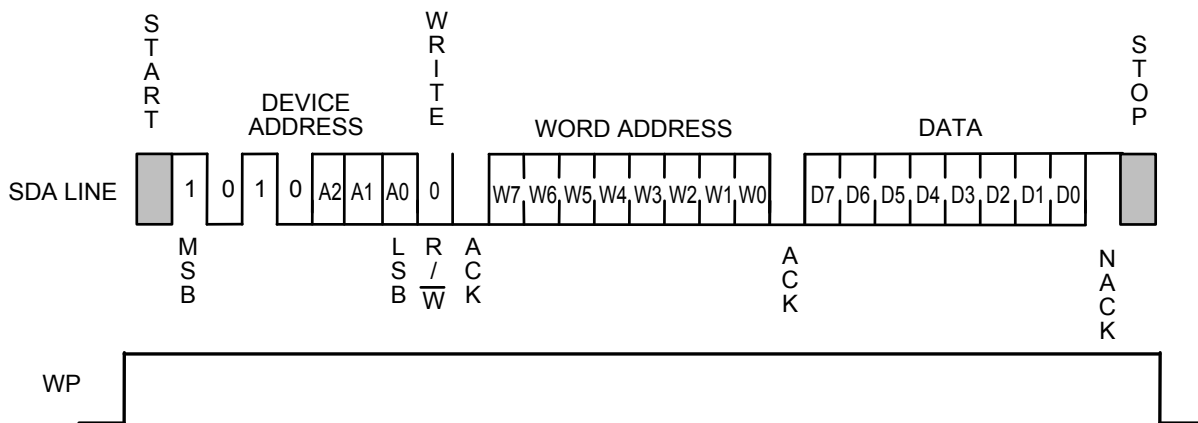 START
WRITE
STOP
DEVICE
ADDRESS
WORD ADDRESS
DATA
SDA LINE
1 0 1 0 A2 A1 A0 0 W7 W6 W5 W4 W3 W2 W1 W0 D7 D6 D5 D4 D3 D2 D1 D0
MSB
LSB
R/W
ACK
ACK
NACK
WP